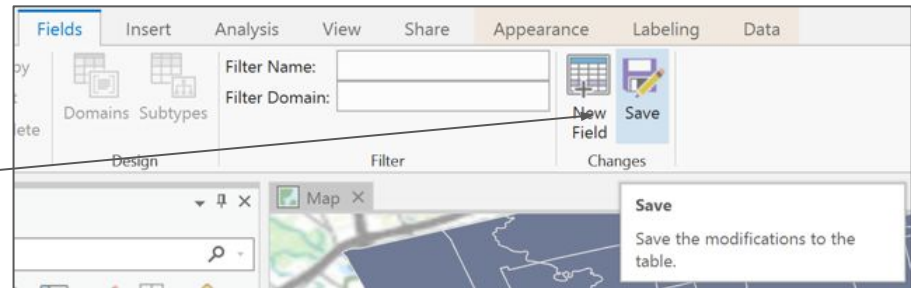 Fields Insert Analysis View Share Appearance Labeling Data
Filter Name:
Filter Domain:
Domains Subtypes
New Field Save
Design Filter Changes
Map
Save
Save the modifications to the
table.